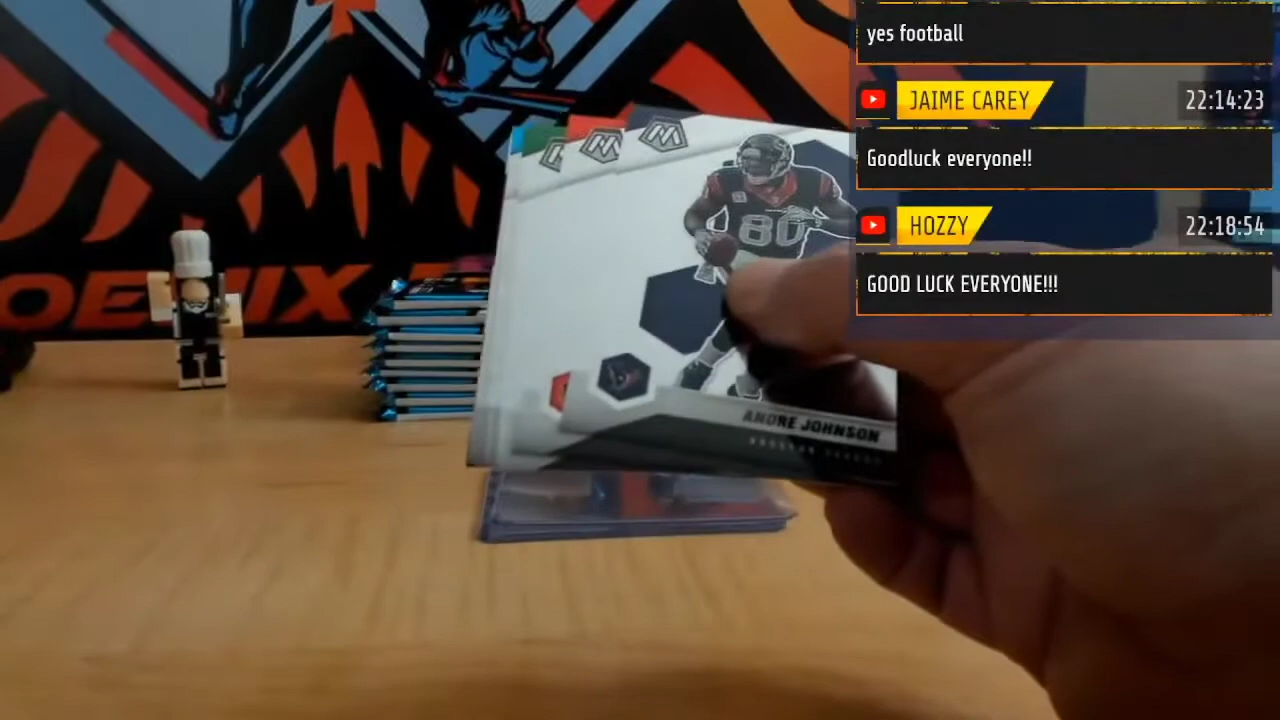 yes football
JAIME CAREY
22:14:23
Goodluck everyone!!
HOZZY
22:18:54
GOOD LUCK EVERYONE!!!
80
ANDRE JOHNSON